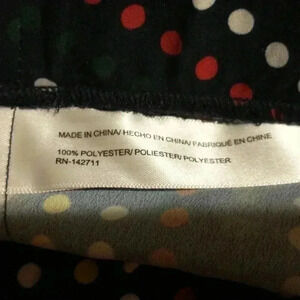 MADE IN CHINA/ HECHO EN CHINA/ FABRIQUÉ EN CHINE
100% POLYESTER/ POLIESTER/ POLYESTER
RN-142711